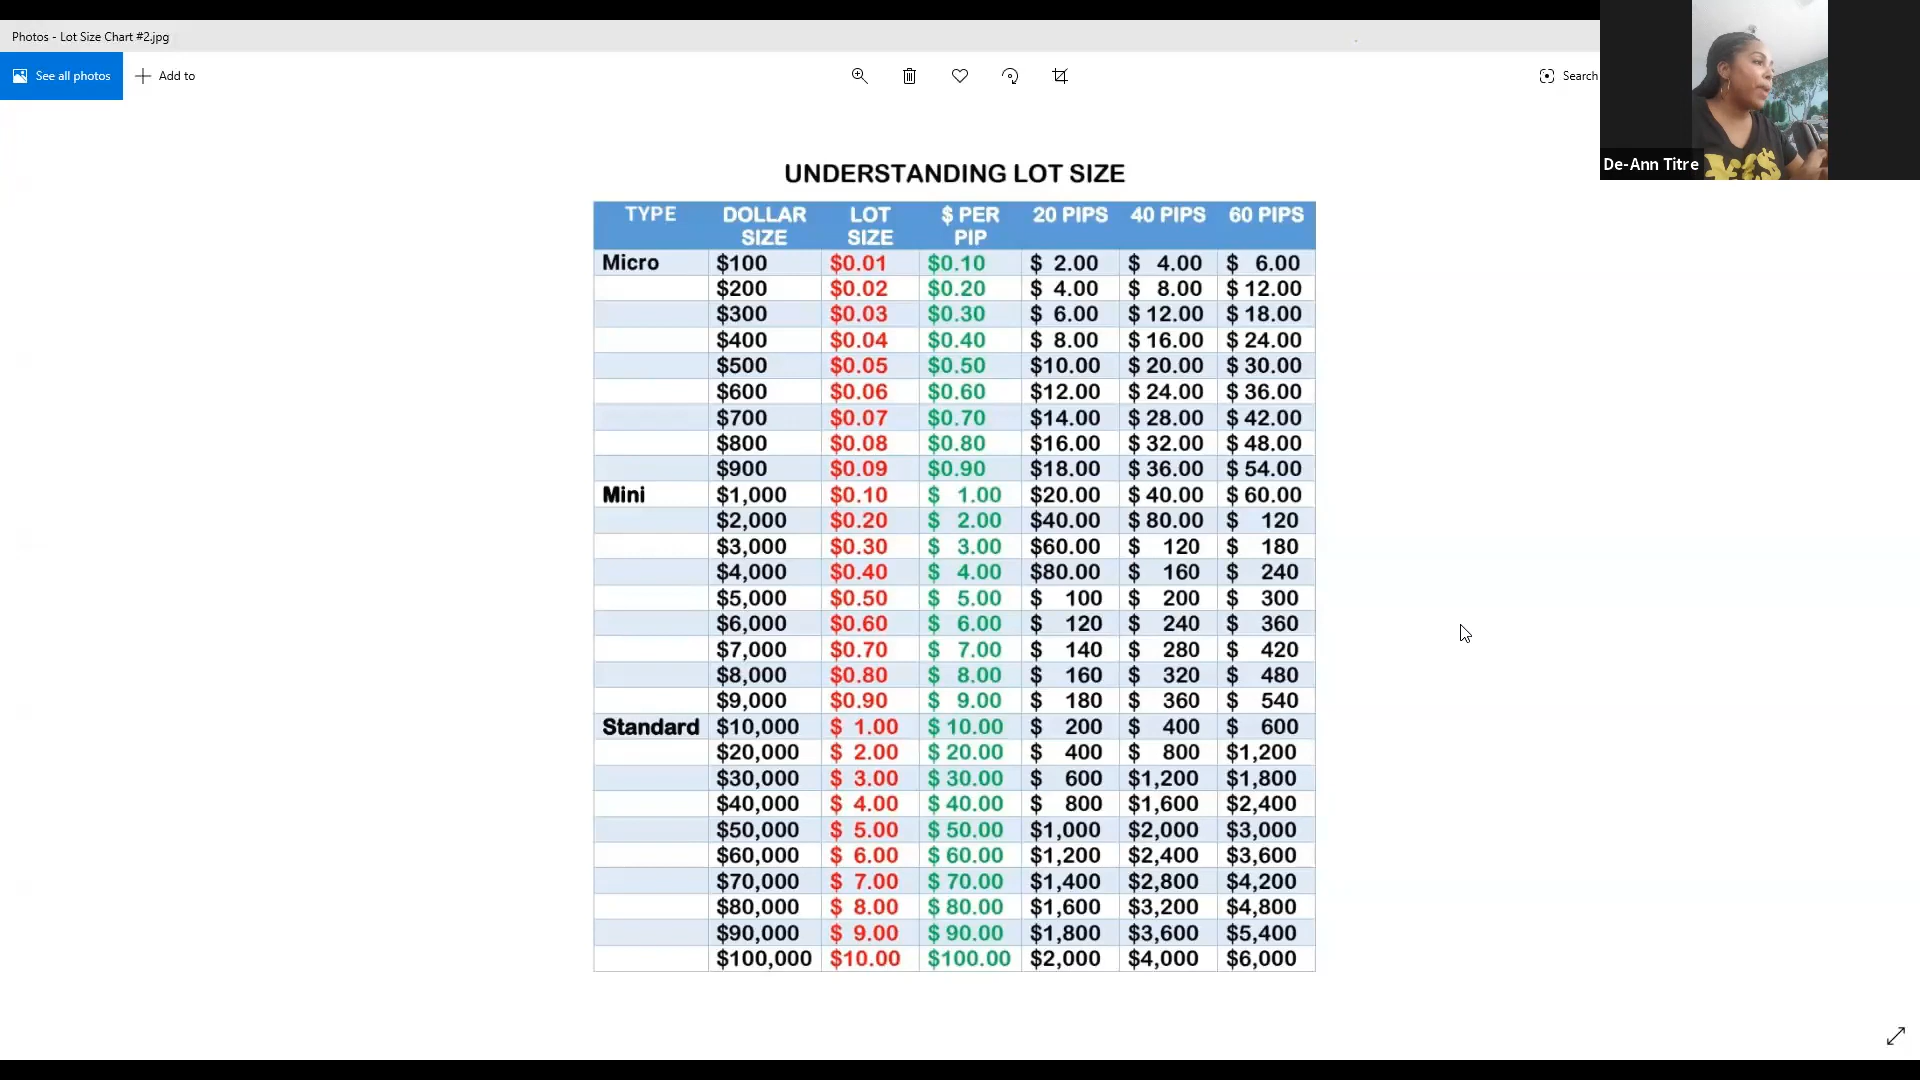 Photos - Lot Size Chart #2.jpg
See all photos
Add to
Search
De-Ann Titre
UNDERSTANDING LOT SIZE
TYPE DOLLAR SIZE LOT SIZE $ PER PIP 20 PIPS 40 PIPS 60 PIPS
Micro $100 $0.01 $0.10 $ 2.00 $ 4.00 $ 6.00
$200 $0.02 $0.20 $ 4.00 $ 8.00 $ 12.00
$300 $0.03 $0.30 $ 6.00 $ 12.00 $ 18.00
$400 $0.04 $0.40 $ 8.00 $ 16.00 $ 24.00
$500 $0.05 $0.50 $10.00 $ 20.00 $ 30.00
$600 $0.06 $0.60 $12.00 $ 24.00 $ 36.00
$700 $0.07 $0.70 $14.00 $ 28.00 $ 42.00
$800 $0.08 $0.80 $16.00 $ 32.00 $ 48.00
$900 $0.09 $0.90 $18.00 $ 36.00 $ 54.00
Mini $1,000 $0.10 $ 1.00 $20.00 $ 40.00 $ 60.00
$2,000 $0.20 $ 2.00 $40.00 $ 80.00 $ 120
$3,000 $0.30 $ 3.00 $60.00 $ 120 $ 180
$4,000 $0.40 $ 4.00 $80.00 $ 160 $ 240
$5,000 $0.50 $ 5.00 $ 100 $ 200 $ 300
$6,000 $0.60 $ 6.00 $ 120 $ 240 $ 360
$7,000 $0.70 $ 7.00 $ 140 $ 280 $ 420
$8,000 $0.80 $ 8.00 $ 160 $ 320 $ 480
$9,000 $0.90 $ 9.00 $ 180 $ 360 $ 540
Standard $10,000 $ 1.00 $ 10.00 $ 200 $ 400 $ 600
$20,000 $ 2.00 $ 20.00 $ 400 $ 800 $1,200
$30,000 $ 3.00 $ 30.00 $ 600 $1,200 $1,800
$40,000 $ 4.00 $ 40.00 $ 800 $1,600 $2,400
$50,000 $ 5.00 $ 50.00 $1,000 $2,000 $3,000
$60,000 $ 6.00 $ 60.00 $1,200 $2,400 $3,600
$70,000 $ 7.00 $ 70.00 $1,400 $2,800 $4,200
$80,000 $ 8.00 $ 80.00 $1,600 $3,200 $4,800
$90,000 $ 9.00 $ 90.00 $1,800 $3,600 $5,400
$100,000 $10.00 $100.00 $2,000 $4,000 $6,000